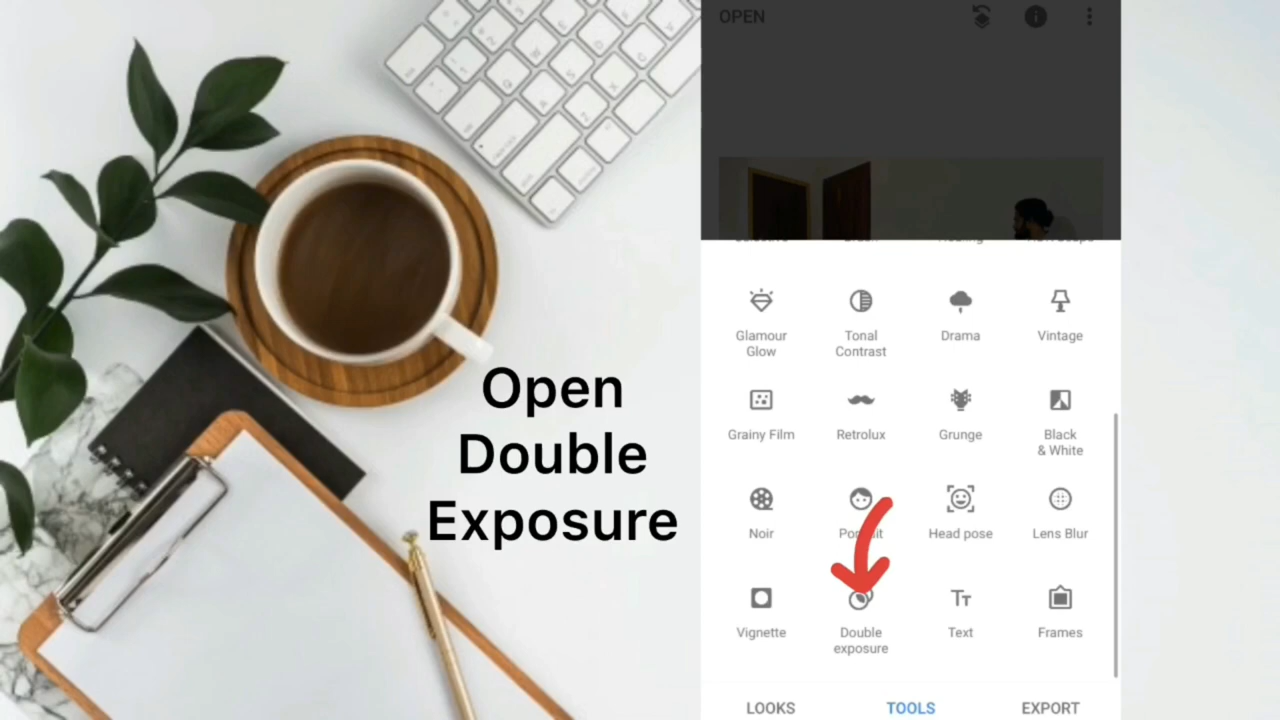 OPEN
Glamour
Glow
Tonal
Contrast
Drama
Vintage
Grainy Film
Retrolux
Grunge
Black
& White
Noir
Head pose
Lens Blur
Vignette
Double
exposure
Text
Frames
LOOKS
TOOLS
EXPORT
Open
Double
Exposure